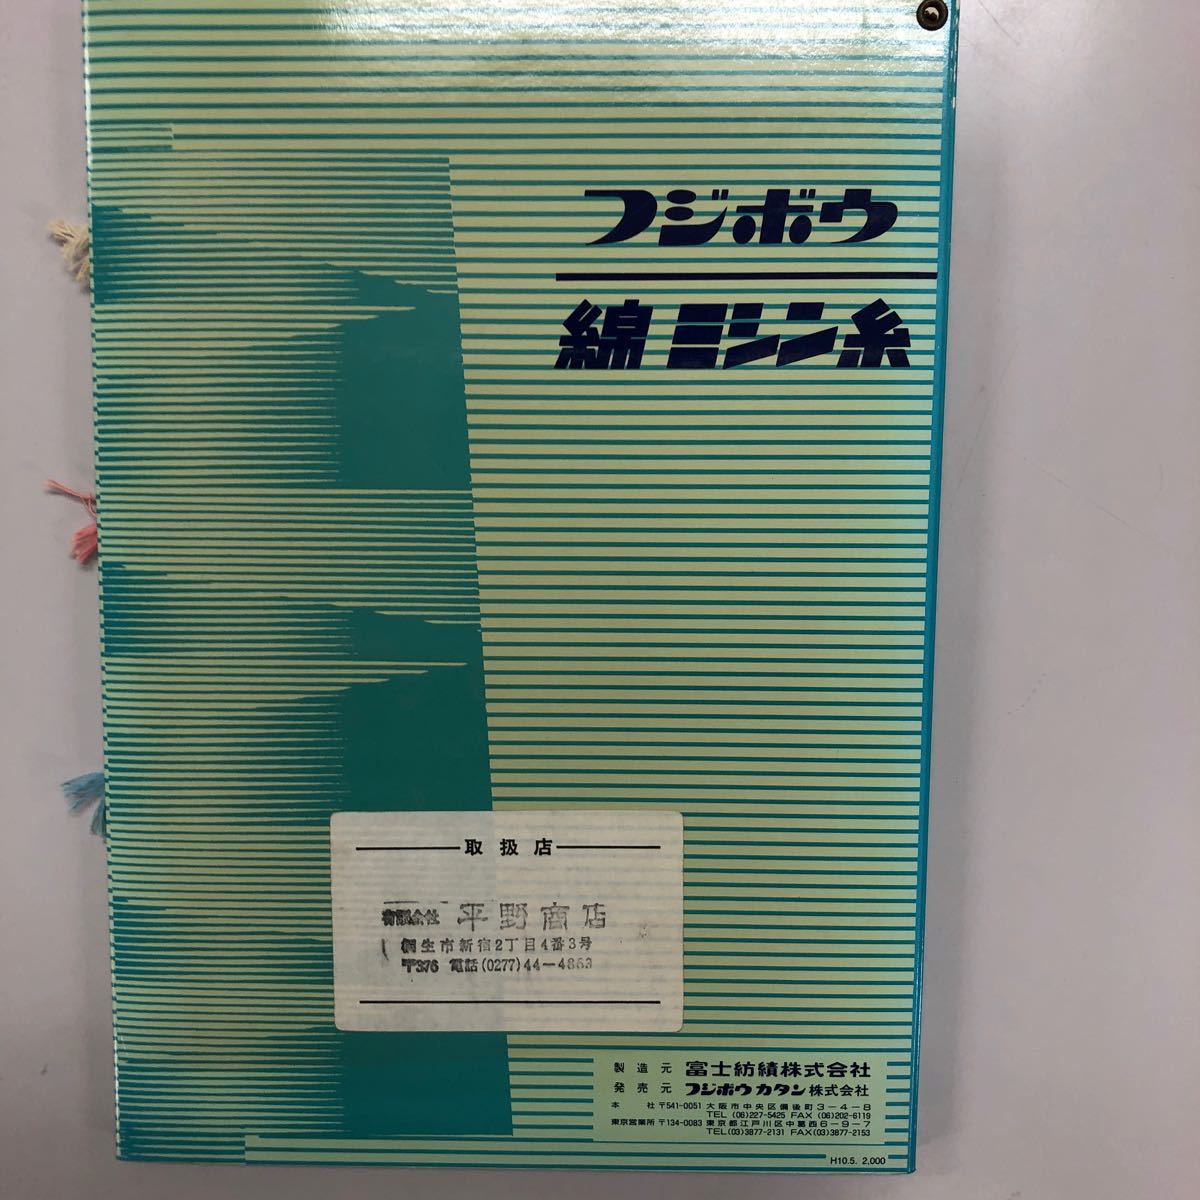 フジボウ
綿ミシン糸
取扱店
有限会社 平野商店
桐生市新宿2丁目4番3号
〒376 電話(0277)44-4863
製造元 富士紡績株式会社
発売元 フジボウカタン株式会社
本社 〒541-0051 大阪市中央区備後町3-4-8
TEL (06)227-5425 FAX (06)202-6119
東京営業所 〒134-0083 東京都江戸川区中葛西6-9-7
TEL(03)3877-2131 FAX(03)3877-2153
H10.5. 2,000